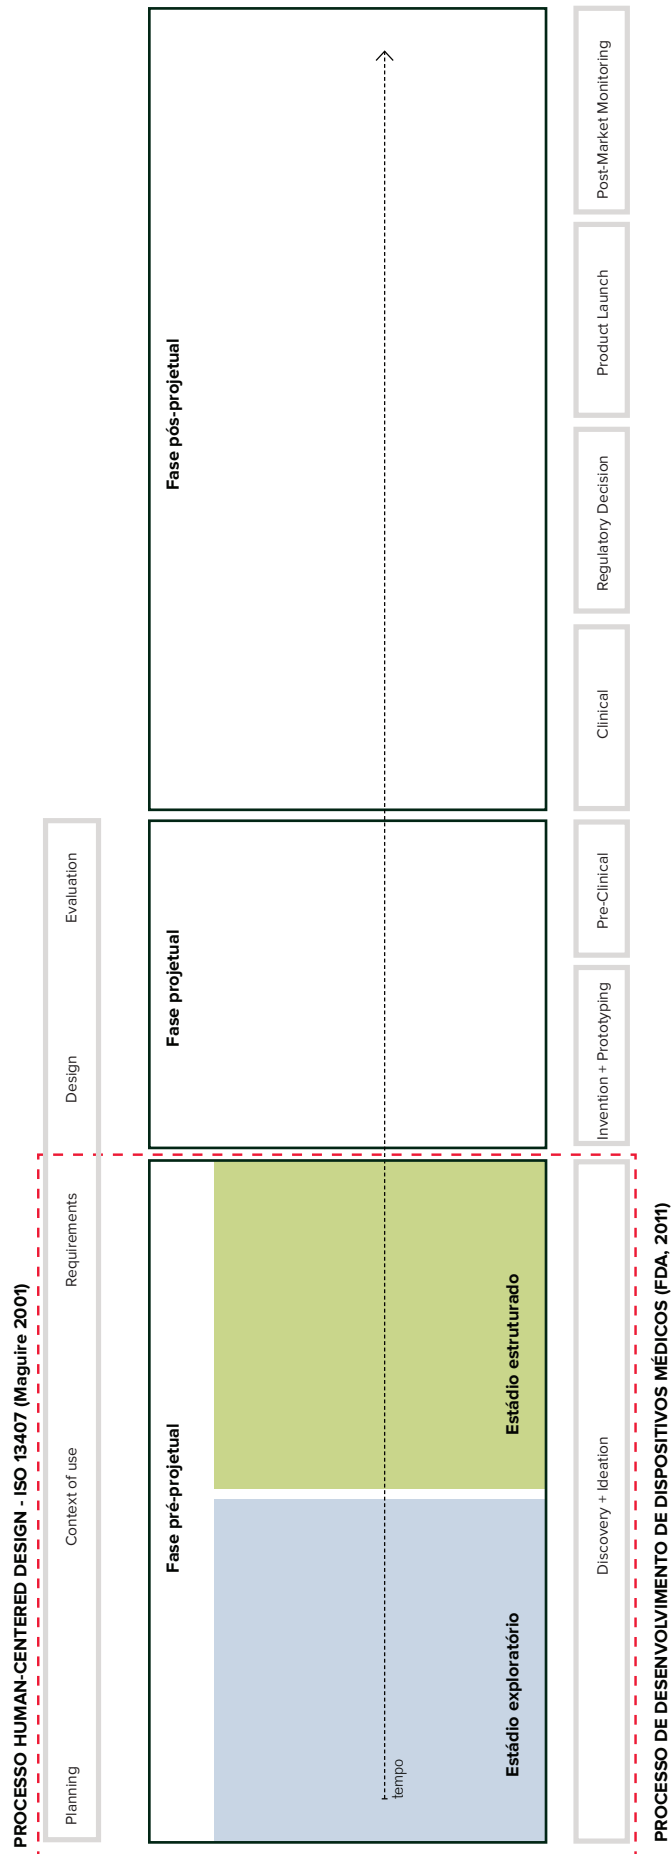 PROCESSO HUMAN-CENTERED DESIGN - ISO 13407 (Maguire 2001)
Planning
Context of use
Requirements
Design
Evaluation
Fase pré-projetual
Fase projetual
Fase pós-projetual
tempo
Estádio exploratório
Estádio estruturado
Discovery + Ideation
Invention + Prototyping
Pre-Clinical
Clinical
Regulatory Decision
Product Launch
Post-Market Monitoring
PROCESSO DE DESENVOLVIMENTO DE DISPOSITIVOS MÉDICOS (FDA, 2011)